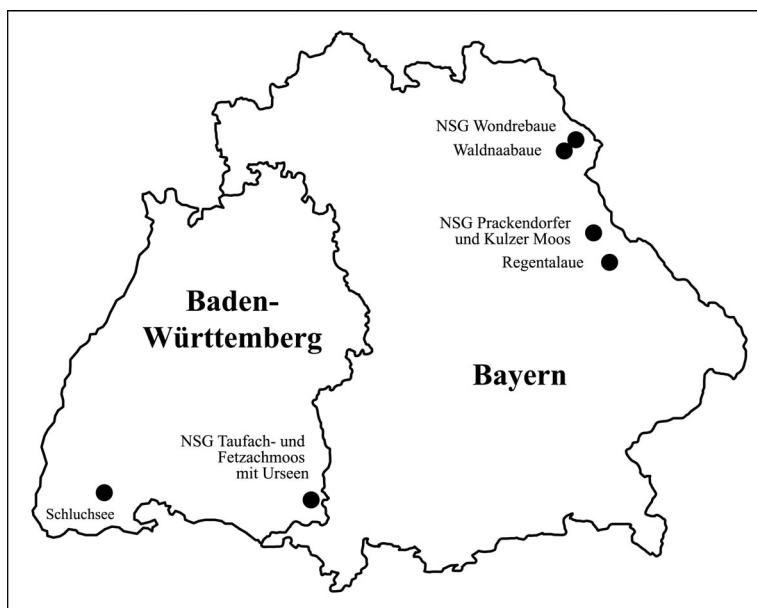 NSG Wondrebaue
Waldnaabaue
NSG Prackendorfer
und Kulzer Moos
Regentalaue
Baden-
Württemberg
Bayern
NSG Taufach- und
Fetzachmoos
mit Urseen
Schluchsee